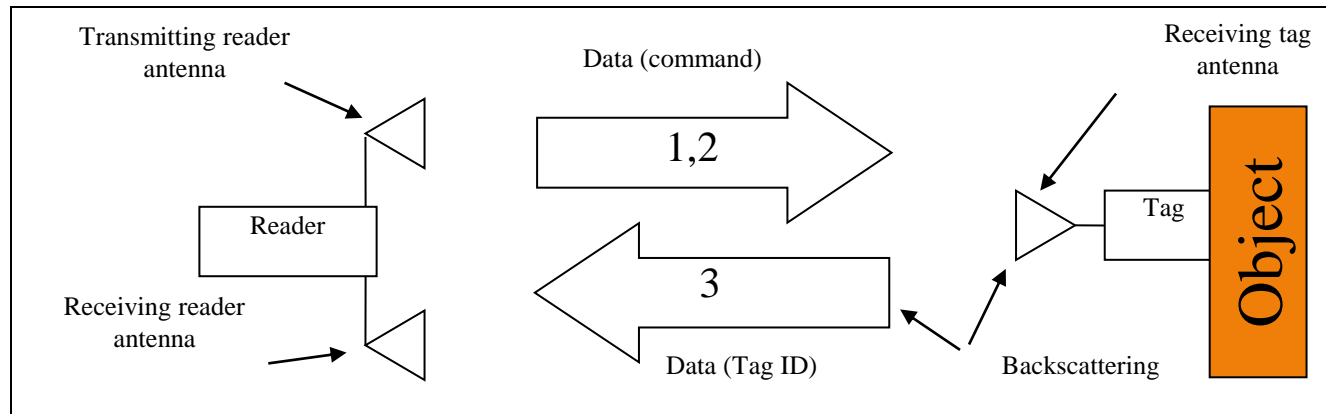 Transmitting reader
antenna
Data (command)
Receiving tag
antenna
1,2
Reader
Tag
Object
3
Receiving reader
antenna
Data (Tag ID)
Backscattering